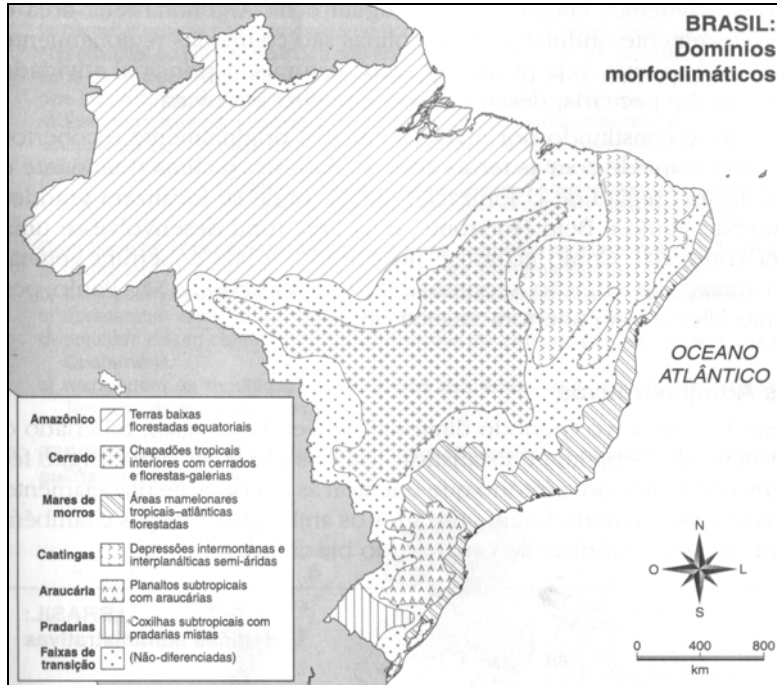 BRASIL:
Domínios
morfoclimáticos
OCEANO
ATLÂNTICO
Amazônico
Terras baixas
florestadas equatoriais
Cerrado
Chapadões tropicais
interiores com cerrados
e florestas-galerias
Mares de
morros
Áreas mamelonares
tropicais–atlânticas
florestadas
Caatingas
Depressões intermontanas e
interplanálticas semi-áridas
Araucária
Planaltos subtropicais
com araucárias
Pradarias
Coxilhas subtropicais com
pradarias mistas
Faixas de
transição
(Não-diferenciadas)
N
O
L
S
0 400 800
km